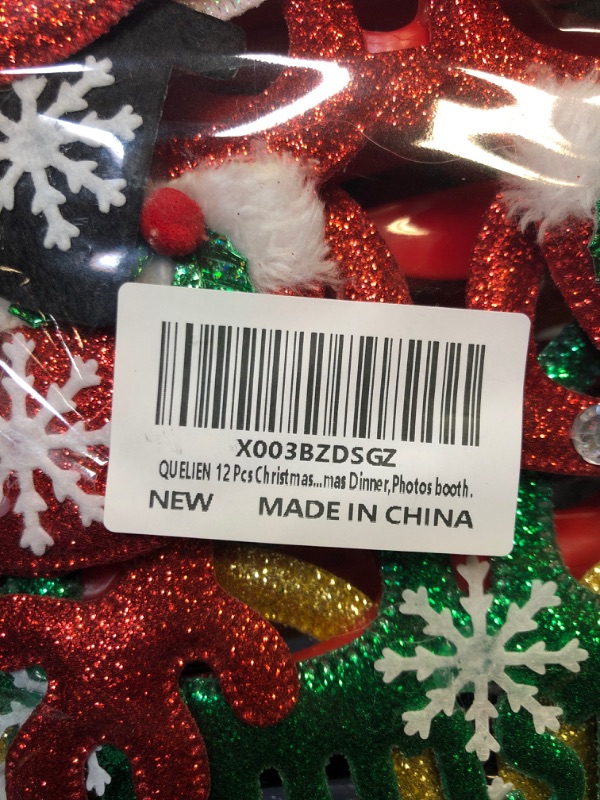 X003BZDSGZ
QUELIEN 12 Pcs Christmas...mas Dinner,Photos booth.
NEW MADE IN CHINA